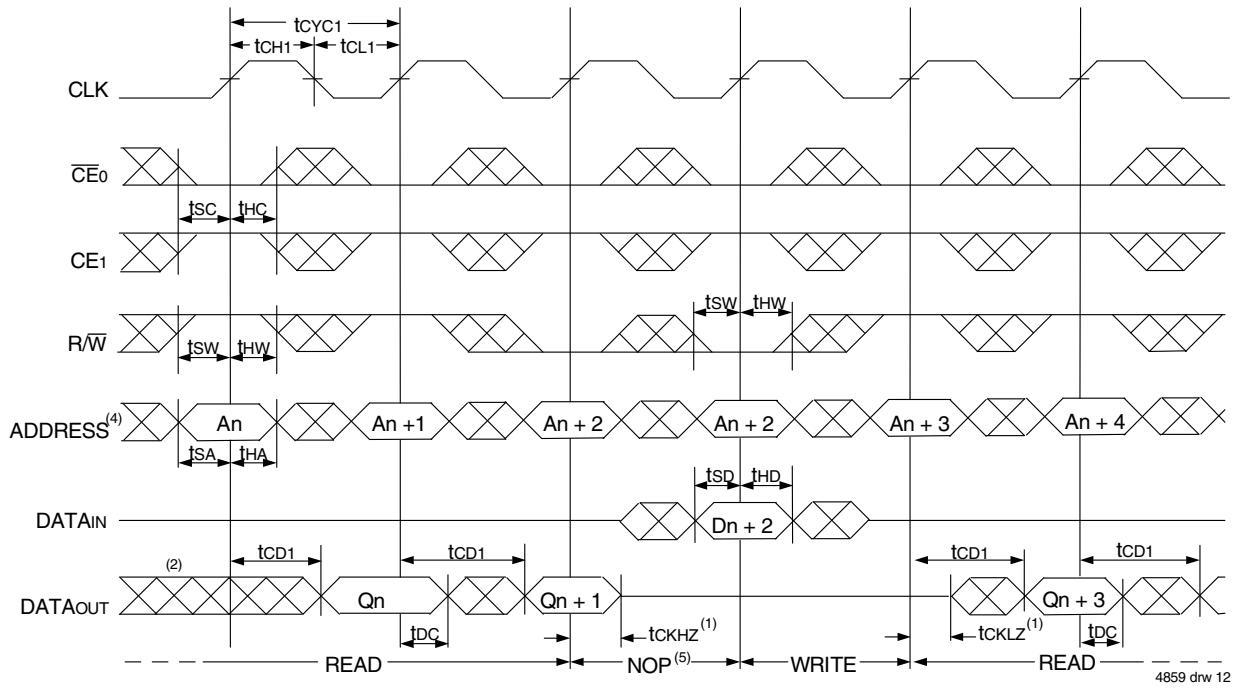 tCYC1
tCH1 tCL1
CLK
CE0
tSC tHC
CE1
tSW tHW
R/W
tSW tHW
ADDRESS(4) An An +1 An + 2 An + 2 An + 3 An + 4
tSA tHA
tSD tHD
DATAIN Dn + 2
(2) tCD1 tCD1 tCD1 tCD1
DATAOUT Qn Qn + 1 Qn + 3
tDC tCKHZ(1) tCKLZ(1) tDC
READ NOP(5) WRITE READ
4859 drw 12